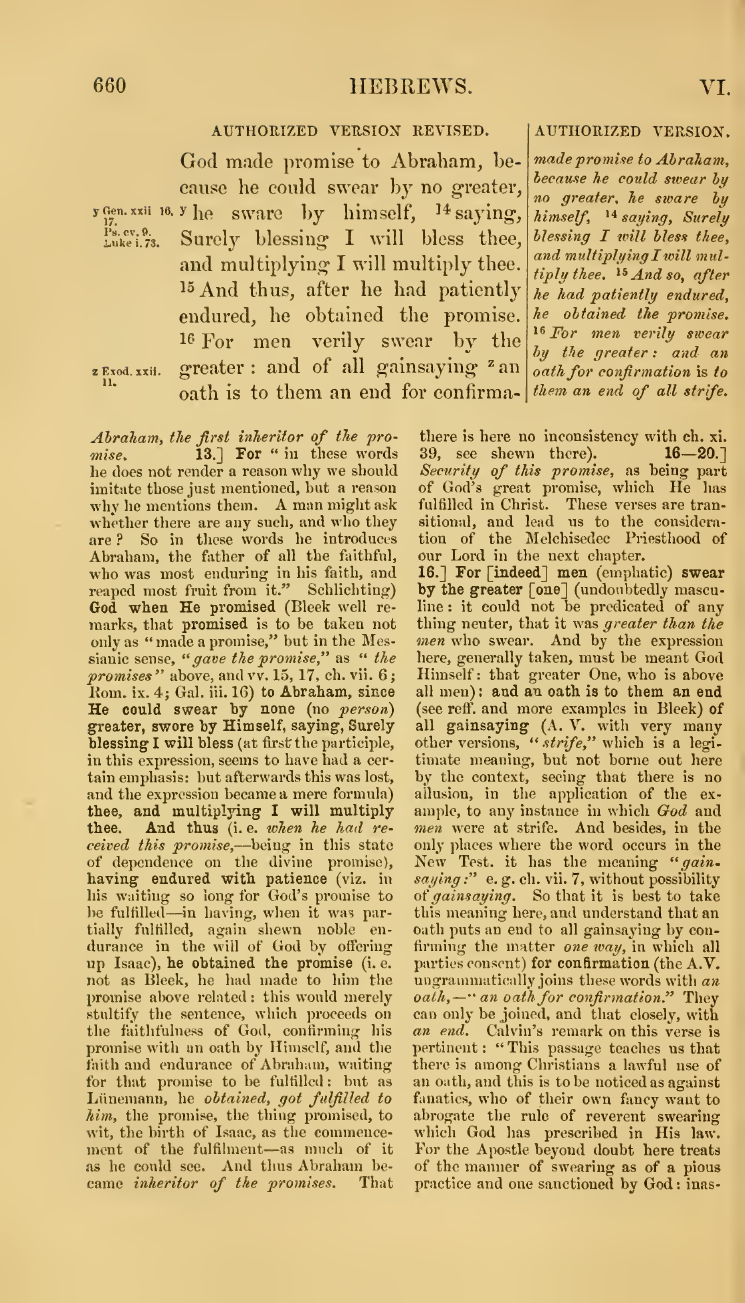 660
HEBREWS.
VI.
AUTHORIZED VERSION REVISED.
God made promise to Abraham, be-
cause he could swear by no greater,
y he sware by himself, 14 saying,
Surely blessing I will bless thee,
and multiplying I will multiply thee.
15 And thus, after he had patiently
endured, he obtained the promise.
16 For men verily swear by the
greater : and of all gainsaying z an
oath is to them an end for confirma-
y Gen. xxii 16,
17.
Ps. cv. 9.
Luke i. 73.
z Exod. xxii.
11.
AUTHORIZED VERSION.
made promise to Abraham,
because he could swear by
no greater, he sware by
himself, 14 saying, Surely
blessing I will bless thee,
and multiplying I will mul-
tiply thee. 15 And so, after
he had patiently endured,
he obtained the promise.
16 For men verily swear
by the greater : and an
oath for confirmation is to
them an end of all strife.
Abraham, the first inheritor of the pro-
mise. 13.] For “ in these words
he does not render a reason why we should
imitate those just mentioned, but a reason
why he mentions them. A man might ask
whether there are any such, and who they
are ? So in these words he introduces
Abraham, the father of all the faithful,
who was most enduring in his faith, and
reaped most fruit from it.” Schlichting)
God when He promised (Bleek well re-
marks, that promised is to be taken not
only as “ made a promise,” but in the Mes-
sianic sense, “gave the promise,” as “ the
promises” above, and vv. 15, 17, ch. vii. 6 ;
Rom. ix. 4; Gal. iii. 16) to Abraham, since
He could swear by none (no person)
greater, swore by Himself, saying, Surely
blessing I will bless (at first the participle,
in this expression, seems to have had a cer-
tain emphasis: but afterwards this was lost,
and the expression became a mere formula)
thee, and multiplying I will multiply
thee. And thus (i. e. when he had re-
ceived this promise,—being in this state
of dependence on the divine promise),
having endured with patience (viz. in
his waiting so long for God’s promise to
be fulfilled—in having, when it was par-
tially fulfilled, again shewn noble en-
durance in the will of God by offering
up Isaac), he obtained the promise (i. e.
not as Bleek, he had made to him the
promise above related : this would merely
stultify the sentence, which proceeds on
the faithfulness of God, confirming his
promise with an oath by Himself, and the
faith and endurance of Abraham, waiting
for that promise to be fulfilled : but as
Lünemann, he obtained, got fulfilled to
him, the promise, the thing promised, to
wit, the birth of Isaac, as the commence-
ment of the fulfilment—as much of it
as he could see. And thus Abraham be-
came inheritor of the promises. That
there is here no inconsistency with ch. xi.
39, see shewn there). 16—20.]
Security of this promise, as being part
of God’s great promise, which He has
fulfilled in Christ. These verses are tran-
sitional, and lead us to the considera-
tion of the Melchisedec Priesthood of
our Lord in the next chapter.
16.] For [indeed] men (emphatic) swear
by the greater [one] (undoubtedly mascu-
line : it could not be predicated of any
thing neuter, that it was greater than the
men who swear. And by the expression
here, generally taken, must be meant God
Himself : that greater One, who is above
all men) : and an oath is to them an end
(see reff. and more examples in Bleek) of
all gainsaying (A. V. with very many
other versions, “ strife,” which is a legi-
timate meaning, but not borne out here
by the context, seeing that there is no
allusion, in the application of the ex-
ample, to any instance in which God and
men were at strife. And besides, in the
only places where the word occurs in the
New Test. it has the meaning “gain-
saying :” e. g. ch. vii. 7, without possibility
of gainsaying. So that it is best to take
this meaning here, and understand that an
oath puts an end to all gainsaying by con-
firming the matter one way, in which all
parties consent) for confirmation (the A.V.
ungrammatically joins these words with an
oath,—“ an oath for confirmation.” They
can only be joined, and that closely, with
an end. Calvin’s remark on this verse is
pertinent : “ This passage teaches us that
there is among Christians a lawful use of
an oath, and this is to be noticed as against
fanatics, who of their own fancy want to
abrogate the rule of reverent swearing
which God has prescribed in His law.
For the Apostle beyond doubt here treats
of the manner of swearing as of a pious
practice and one sanctioned by God : inas-